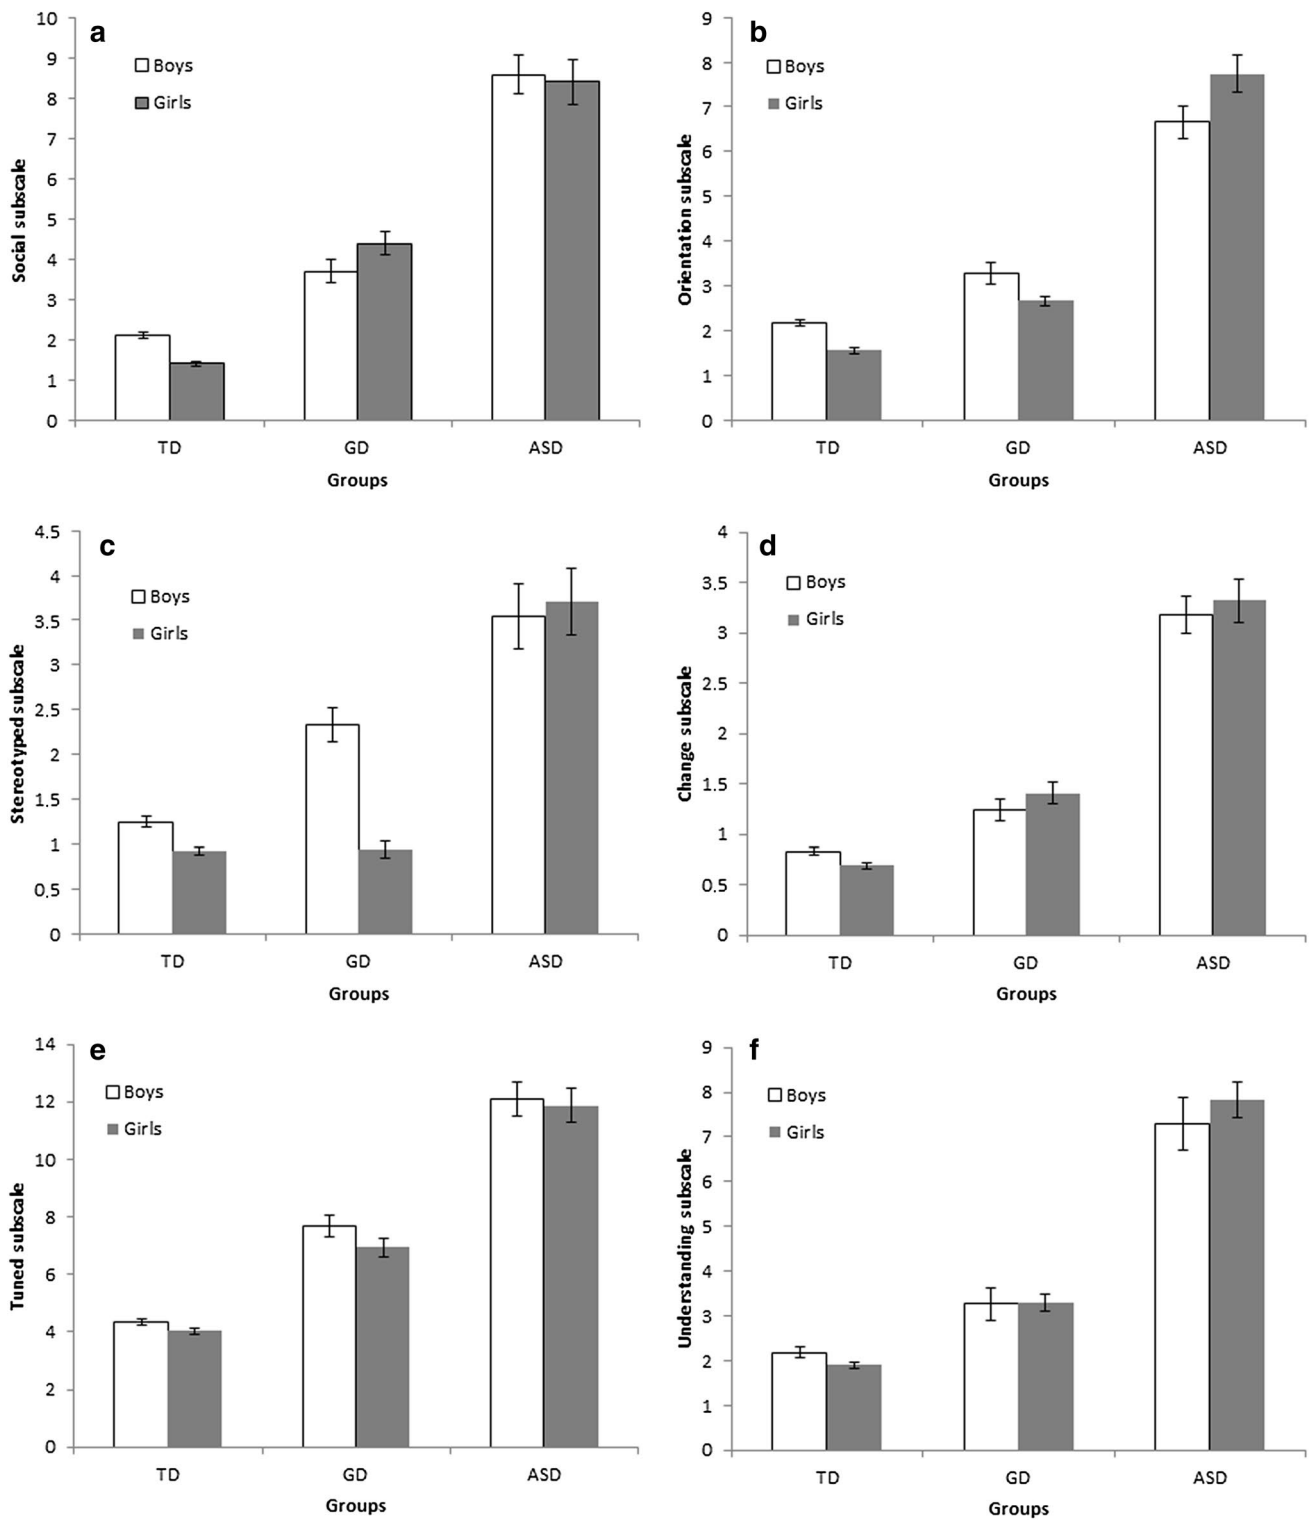 a
Social subscale
10
9
8
7
6
5
4
3
2
1
0
Boys
Girls
TD GD ASD
Groups
b
Orientation subscale
9
8
7
6
5
4
3
2
1
0
Boys
Girls
TD GD ASD
Groups
c
Stereotyped subscale
4.5
4
3.5
3
2.5
2
1.5
1
0.5
0
Boys
Girls
TD GD ASD
Groups
d
Change subscale
4
3.5
3
2.5
2
1.5
1
0.5
0
Boys
Girls
TD GD ASD
Groups
e
Tuned subscale
14
12
10
8
6
4
2
0
Boys
Girls
TD GD ASD
Groups
f
Understanding subscale
9
8
7
6
5
4
3
2
1
0
Boys
Girls
TD GD ASD
Groups